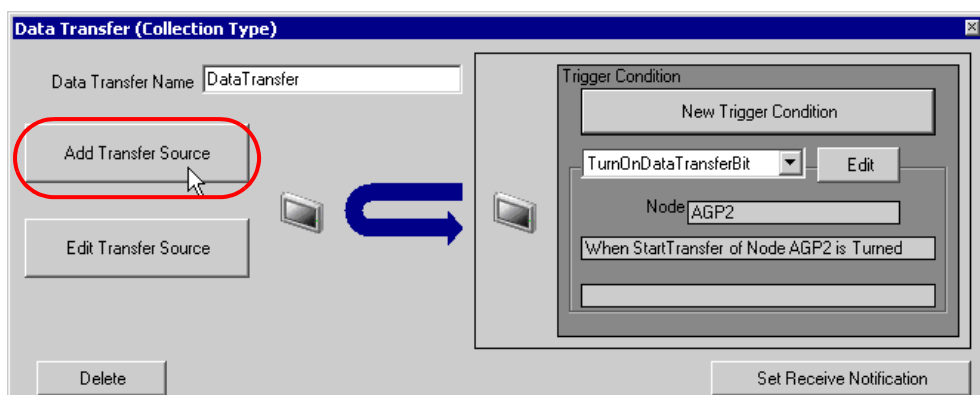 Data Transfer (Collection Type)
Data Transfer Name DataTransfer
Add Transfer Source
Edit Transfer Source
Delete
Trigger Condition
New Trigger Condition
TurnOnDataTransferBit Edit
Node AGP2
When StartTransfer of Node AGP2 is Turned
Set Receive Notification